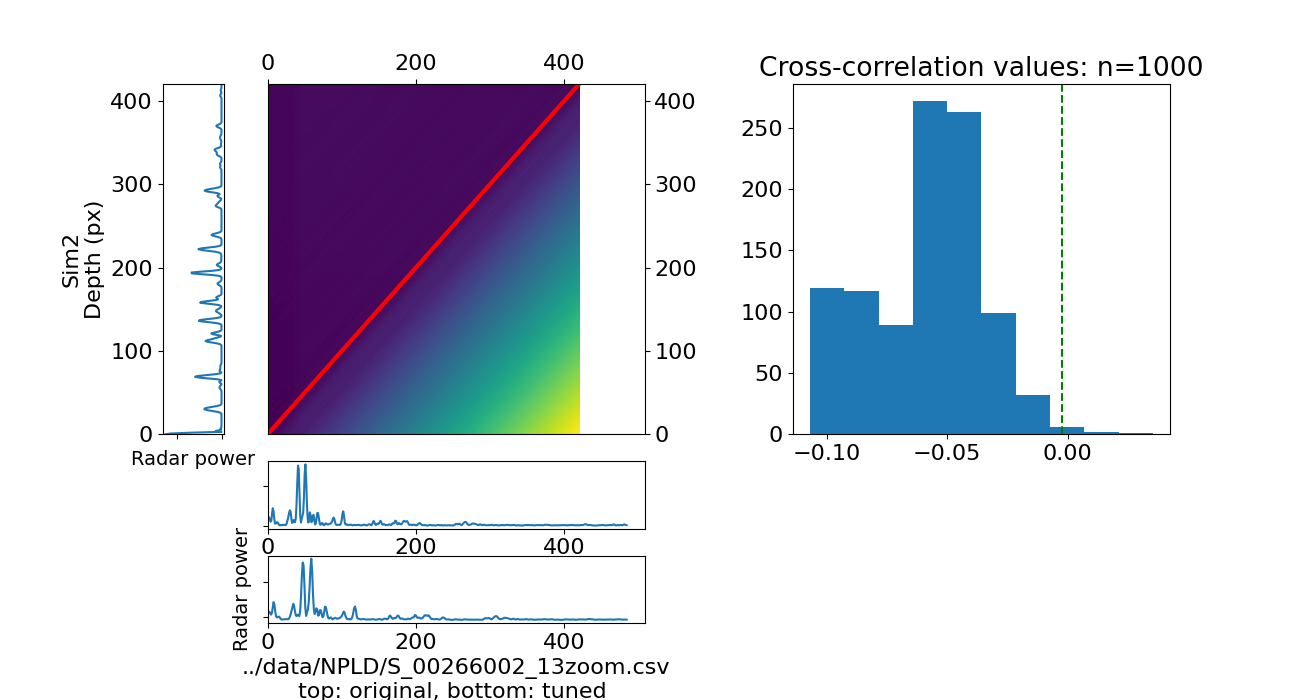 0 200 400
Cross-correlation values: n=1000
400
300
200
100
0
Sim2
Depth (px)
Radar power
400
300
200
100
0
250
200
150
100
50
0
−0.10 −0.05 0.00
0 200 400
Radar power
0 200 400
../data/NPLD/S_00266002_13zoom.csv
top: original, bottom: tuned